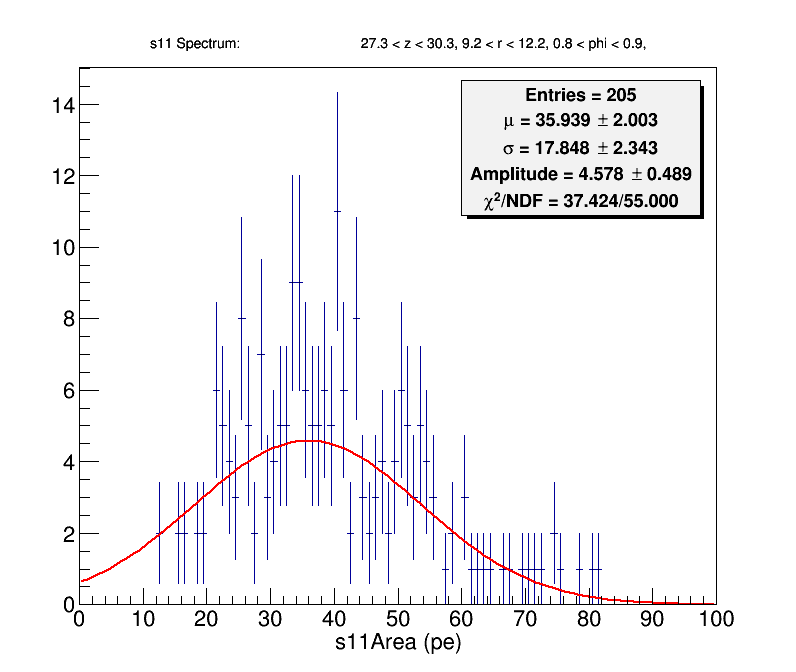 s11 Spectrum: 27.3 < z < 30.3, 9.2 < r < 12.2, 0.8 < phi < 0.9,
Entries = 205
μ = 35.939 ± 2.003
σ = 17.848 ± 2.343
Amplitude = 4.578 ± 0.489
χ²/NDF = 37.424/55.000
14
12
10
8
6
4
2
0
0 10 20 30 40 50 60 70 80 90 100
s11Area (pe)